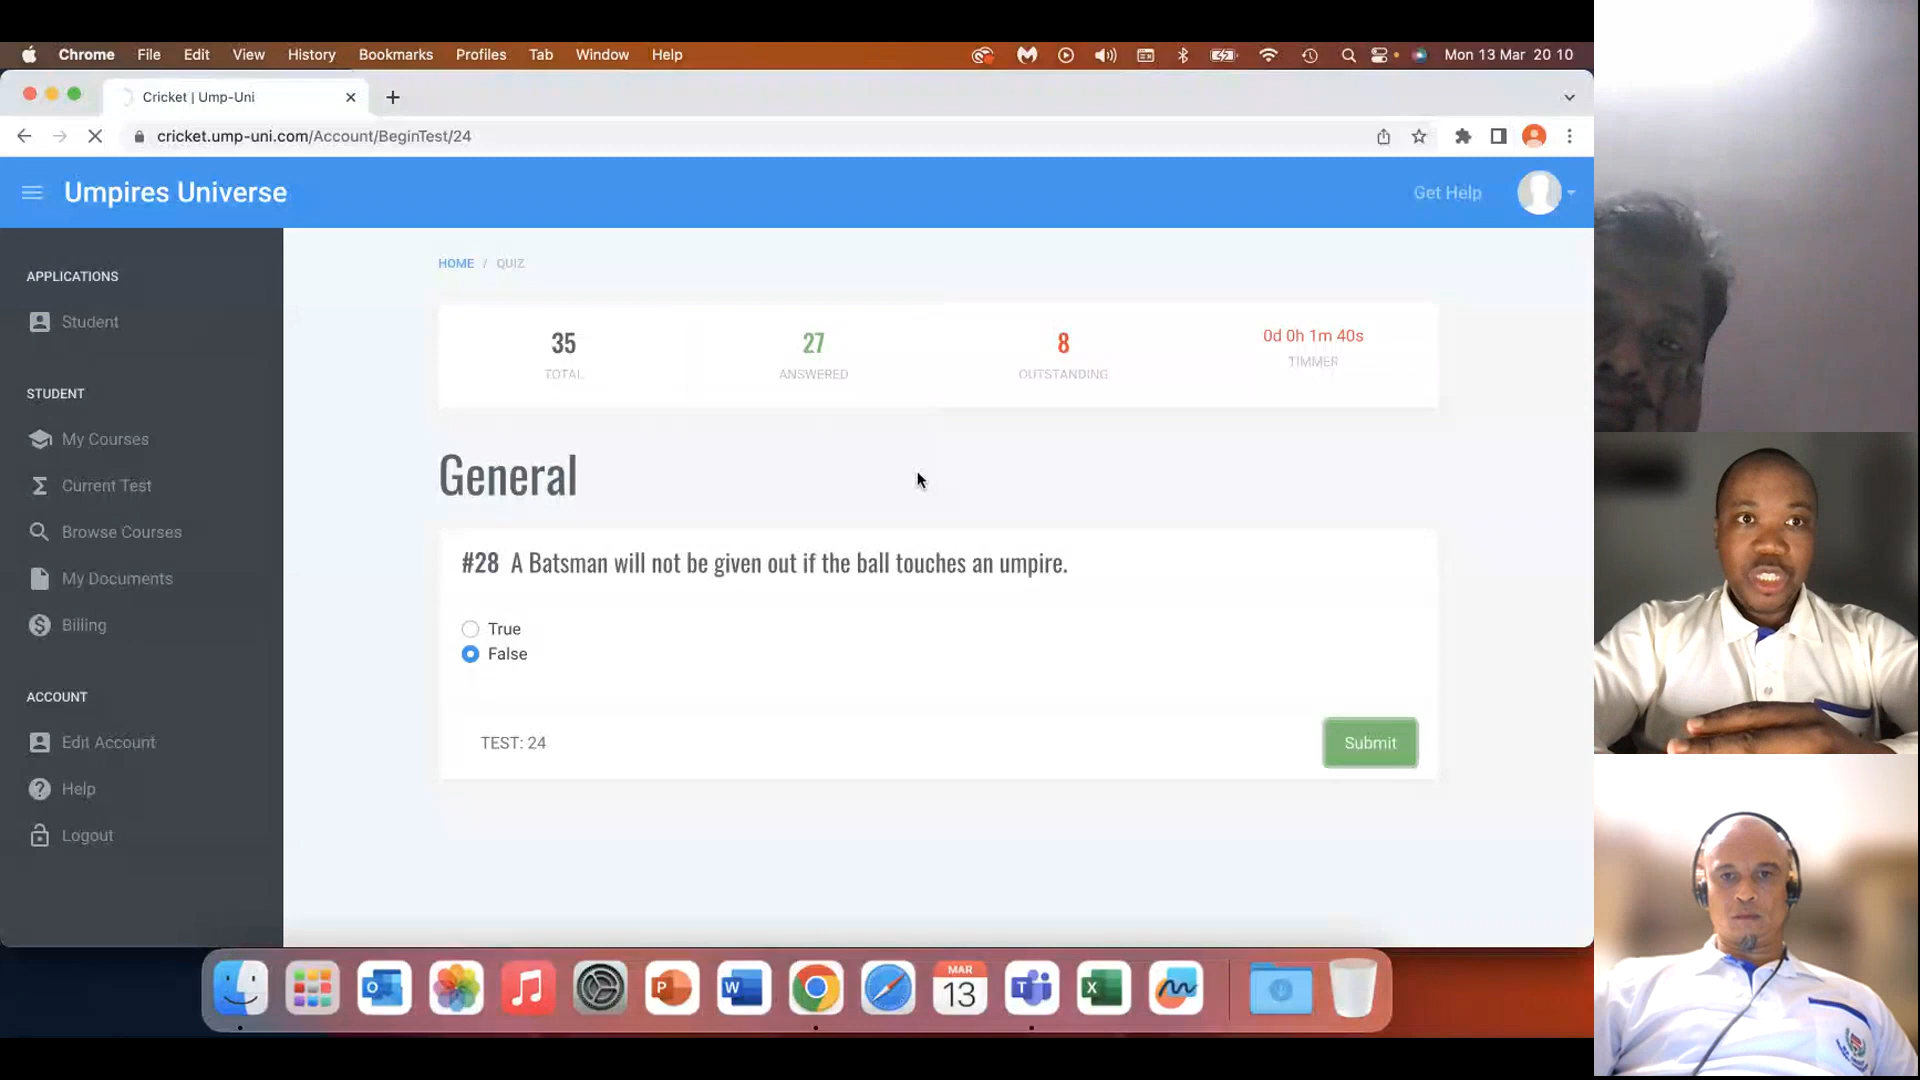 Chrome File Edit View History Bookmarks Profiles Tab Window Help Mon 13 Mar 20 10
Cricket | Ump-Uni
cricket.ump-uni.com/Account/BeginTest/24
Umpires Universe
Get Help
APPLICATIONS
Student
STUDENT
My Courses
Current Test
Browse Courses
My Documents
Billing
ACCOUNT
Edit Account
Help
Logout
HOME / QUIZ
35
TOTAL
27
ANSWERED
8
OUTSTANDING
0d 0h 1m 40s
TIMMER
General
#28 A Batsman will not be given out if the ball touches an umpire.
True
False
TEST: 24
Submit
MAR
13